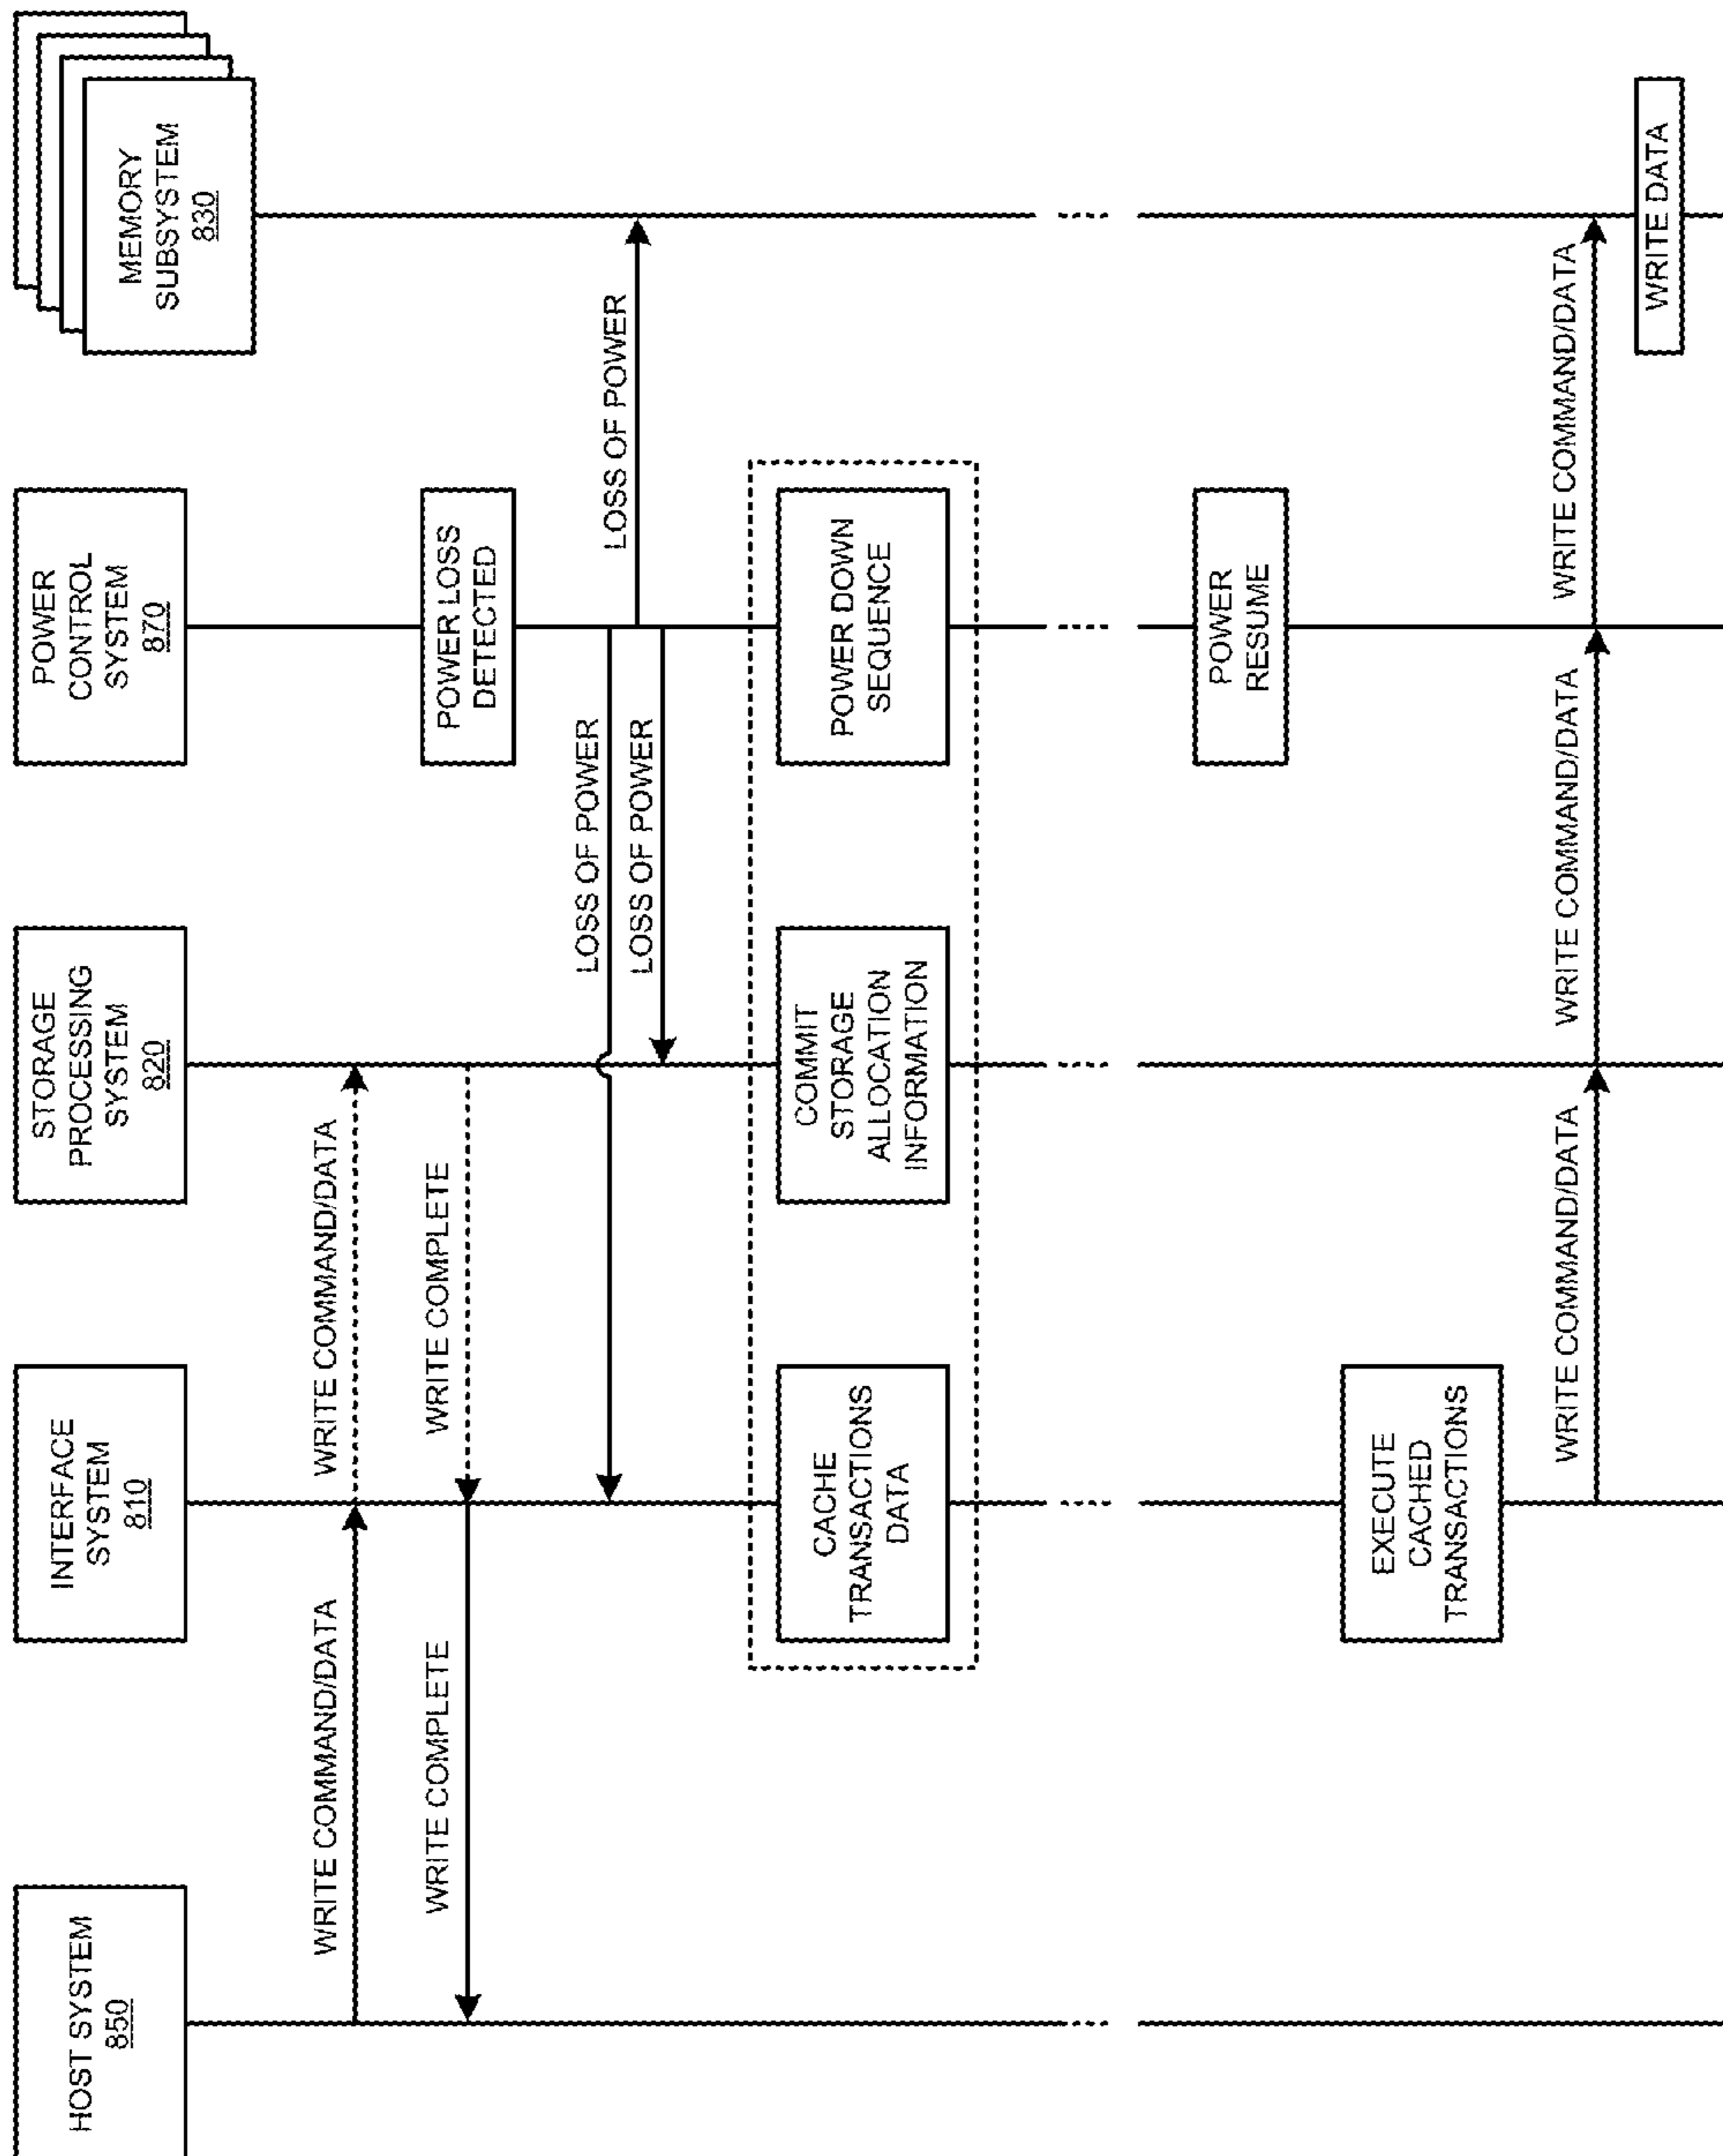 HOST SYSTEM
850
INTERFACE
SYSTEM
810
STORAGE
PROCESSING
SYSTEM
820
POWER
CONTROL
SYSTEM
870
MEMORY
SUBSYSTEM
830
WRITE COMMAND/DATA
WRITE COMMAND/DATA
WRITE COMPLETE
WRITE COMPLETE
POWER LOSS
DETECTED
LOSS OF POWER
LOSS OF POWER
LOSS OF POWER
CACHE
TRANSACTIONS
DATA
COMMIT
STORAGE
ALLOCATION
INFORMATION
POWER DOWN
SEQUENCE
POWER
RESUME
EXECUTE
CACHED
TRANSACTIONS
WRITE COMMAND/DATA
WRITE COMMAND/DATA
WRITE COMMAND/DATA
WRITE DATA